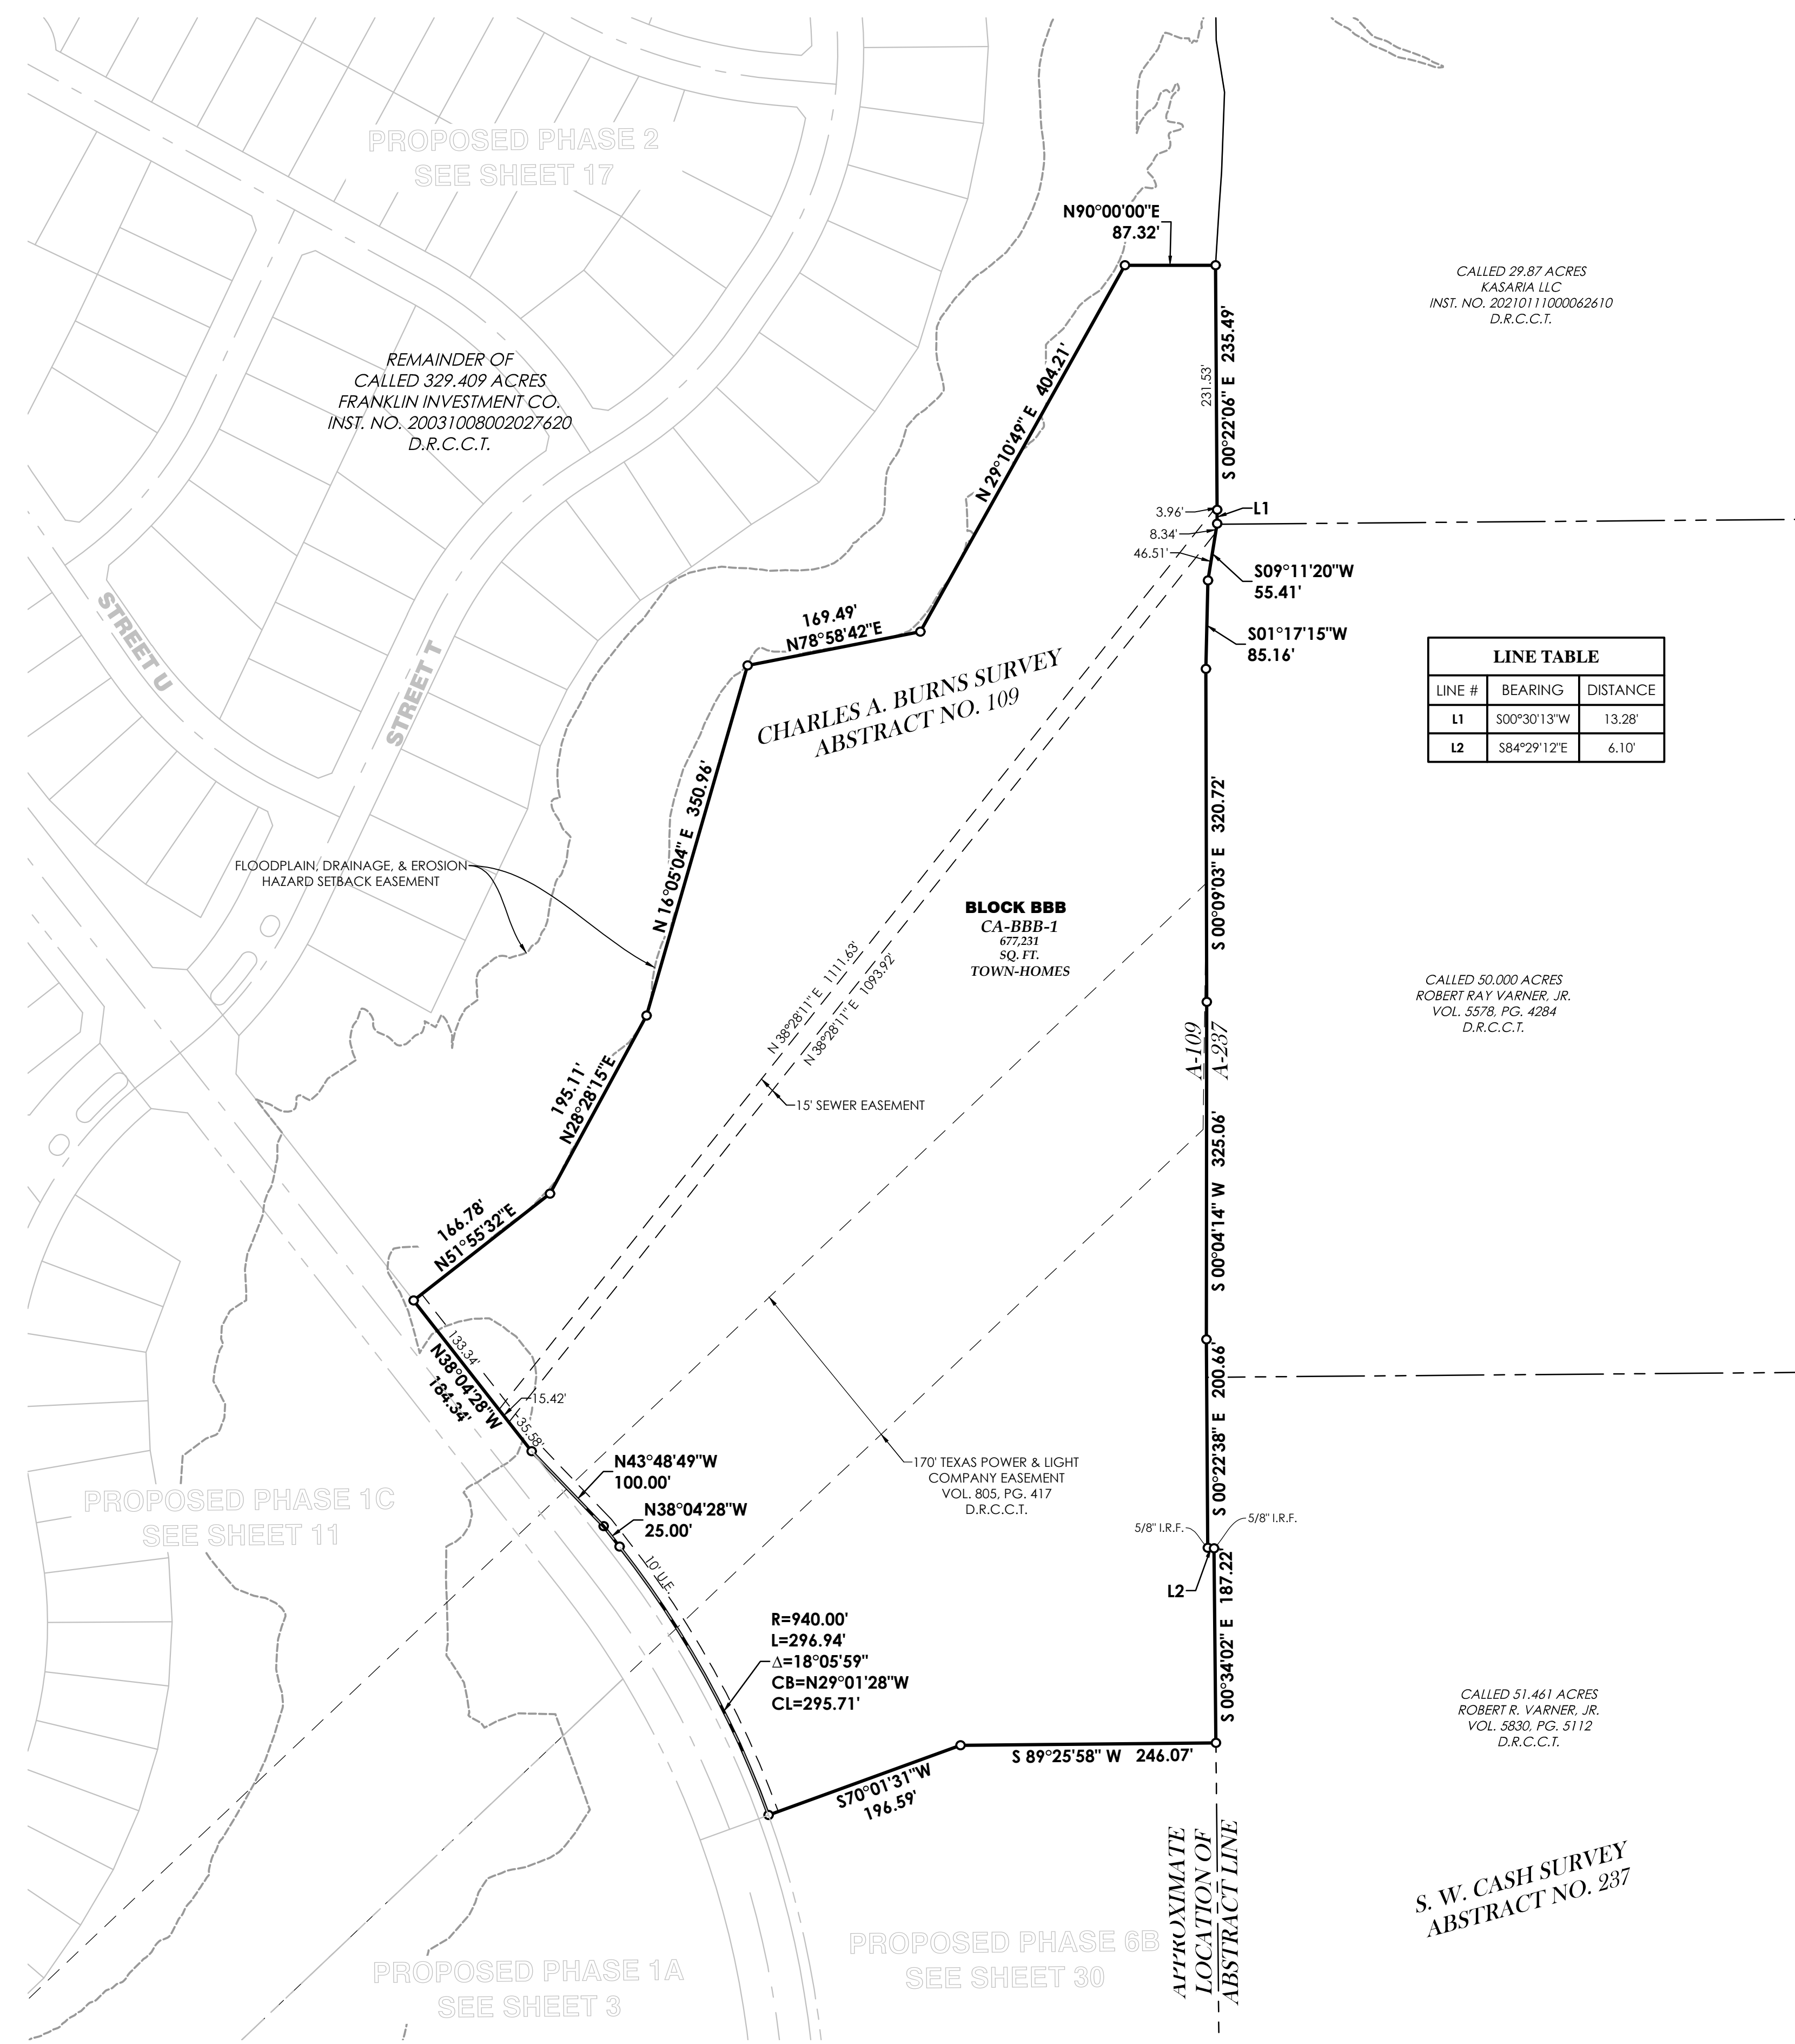 PROPOSED PHASE 2
SEE SHEET 17
N90°00'00"E
87.32'
CALLED 29.87 ACRES
KASARIA LLC
INST. NO. 20210111000062610
D.R.C.C.T.
REMAINDER OF
CALLED 329.409 ACRES
FRANKLIN INVESTMENT CO.
INST. NO. 20031008002027620
D.R.C.C.T.
S 00°22'06" E 235.49'
231.53'
N 29°10'49" E 404.21'
3.96'
L1
8.34'
46.51'
S09°11'20"W
55.41'
S01°17'15"W
85.16'
169.49'
N78°58'42"E
STREET U
STREET T
CHARLES A. BURNS SURVEY
ABSTRACT NO. 109
LINE TABLE
LINE # BEARING DISTANCE
L1 S00°30'13"W 13.28'
L2 S84°29'12"E 6.10'
N 16°05'04" E 350.96'
S 00°09'03" E 320.72'
FLOODPLAIN, DRAINAGE, & EROSION
HAZARD SETBACK EASEMENT
BLOCK BBB
CA-BBB-1
677,231
SQ. FT.
TOWN-HOMES
N 38°28'11" E 1111.63'
N 38°28'11" E 1093.92'
CALLED 50.000 ACRES
ROBERT RAY VARNER, JR.
VOL. 5578, PG. 4284
D.R.C.C.T.
A-109
A-237
15' SEWER EASEMENT
195.11'
N28°28'15"E
S 00°04'14" W 325.06'
166.78'
N51°55'32"E
133.34'
N38°04'28"W
184.34'
15.42'
35.58'
S 00°22'38" E 200.66'
N43°48'49"W
100.00'
N38°04'28"W
25.00'
170' TEXAS POWER & LIGHT
COMPANY EASEMENT
VOL. 805, PG. 417
D.R.C.C.T.
PROPOSED PHASE 1C
SEE SHEET 11
5/8" I.R.F.
5/8" I.R.F.
10' U.E.
L2
S 00°34'02" E 187.22'
R=940.00'
L=296.94'
Δ=18°05'59"
CB=N29°01'28"W
CL=295.71'
CALLED 51.461 ACRES
ROBERT R. VARNER, JR.
VOL. 5830, PG. 5112
D.R.C.C.T.
S 89°25'58" W 246.07'
S70°01'31"W
196.59'
APPROXIMATE
LOCATION OF
ABSTRACT LINE
S. W. CASH SURVEY
ABSTRACT NO. 237
PROPOSED PHASE 6B
SEE SHEET 30
PROPOSED PHASE 1A
SEE SHEET 3